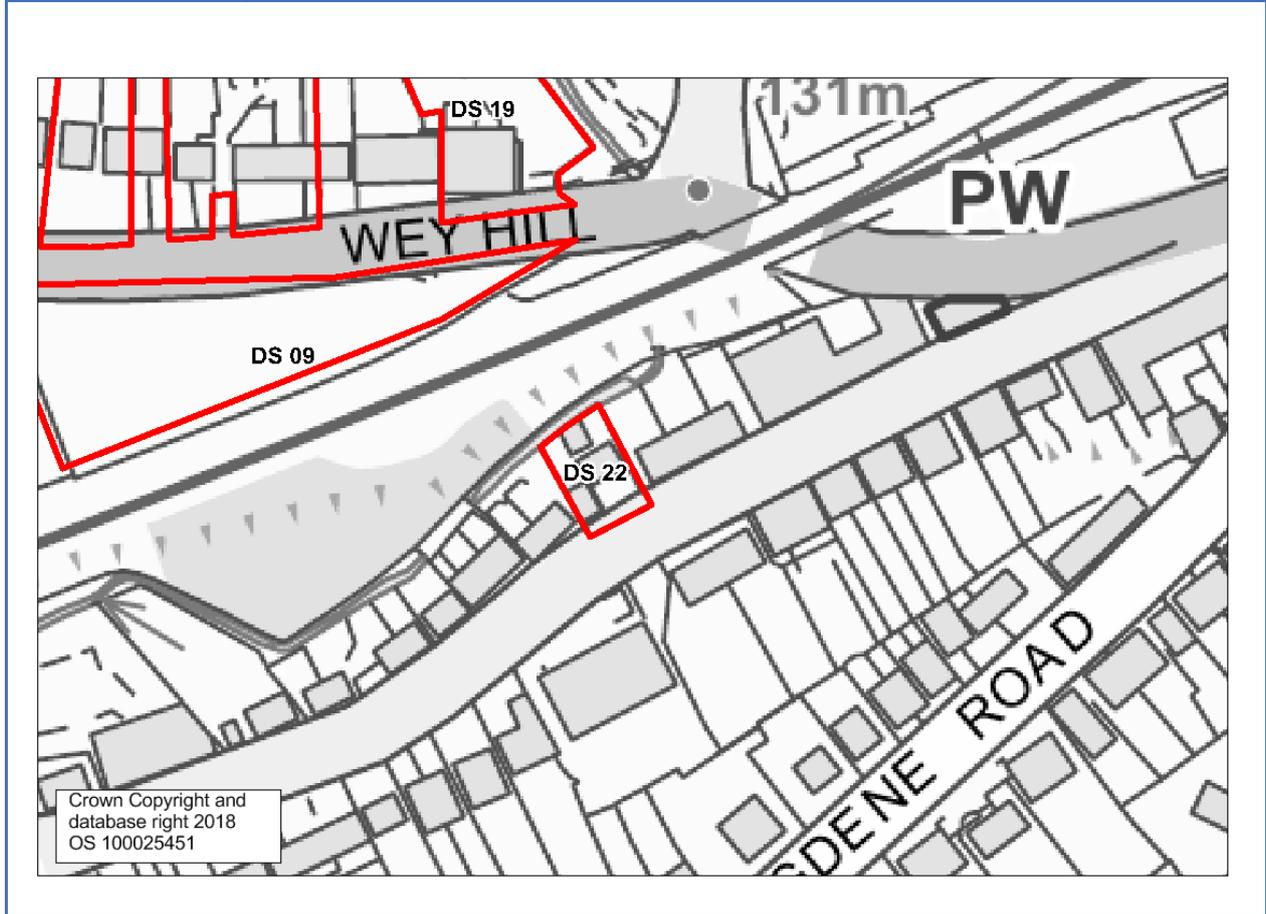 131m
DS 19
PW
WEY HILL
DS 09
DS 22
GDENE ROAD
Crown Copyright and
database right 2018
OS 100025451